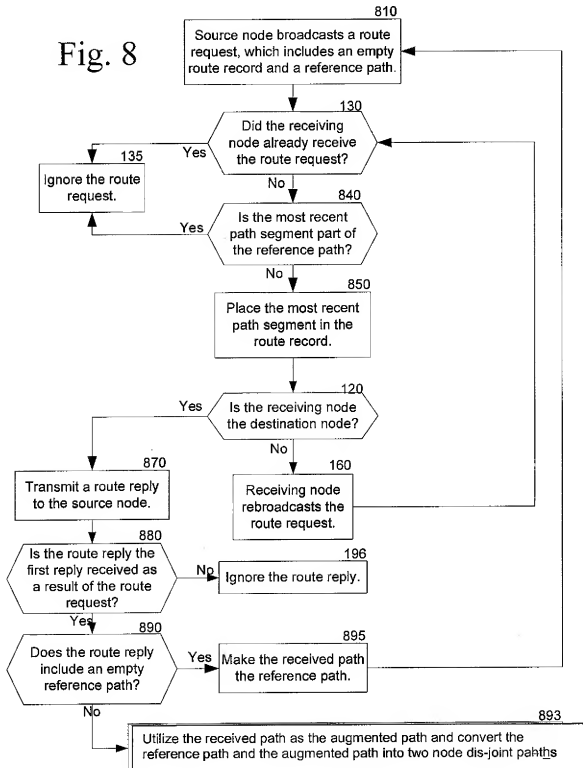 Fig. 8
810
Source node broadcasts a route
request, which includes an empty
route record and a reference path.
130
Did the receiving
node already receive
the route request?
Yes
135
Ignore the route
request.
No
840
Is the most recent
path segment part of
the reference path?
Yes
No
850
Place the most recent
path segment in the
route record.
120
Is the receiving node
the destination node?
Yes
No
870
Transmit a route reply
to the source node.
160
Receiving node
rebroadcasts the
route request.
880
Is the route reply the
first reply received as
a result of the route
request?
No
196
Ignore the route reply.
Yes
890
Does the route reply
include an empty
reference path?
Yes
895
Make the received path
the reference path.
No
893
Utilize the received path as the augmented path and convert the
reference path and the augmented path into two node dis-joint pahths